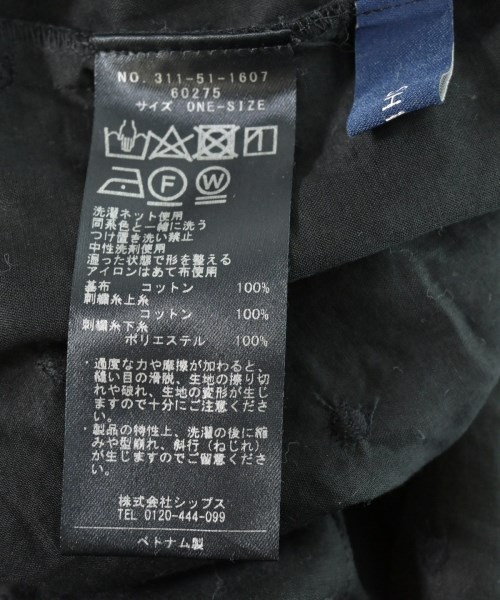 NO. 311-51-1607
60275
サイズ ONE-SIZE
F W
洗濯ネット使用
同系色と一緒に洗う
つけ置き洗い禁止
中性洗剤使用
湿った状態で形を整える
アイロンはあて布使用
基布 コットン 100%
刺繍糸上糸
コットン 100%
刺繍糸下糸
ポリエステル 100%
・過度な力や摩擦が加わると、
縫い目の滑脱、生地の擦り切
れや破れ、生地の変形が生じ
ますので十分にご注意くださ
い。
・製品の特性上、洗濯の後に縮
みや型崩れ、斜行（ねじれ）
が生じますのでご留意くださ
い。
株式会社シップス
TEL 0120-444-099
ベトナム製
H